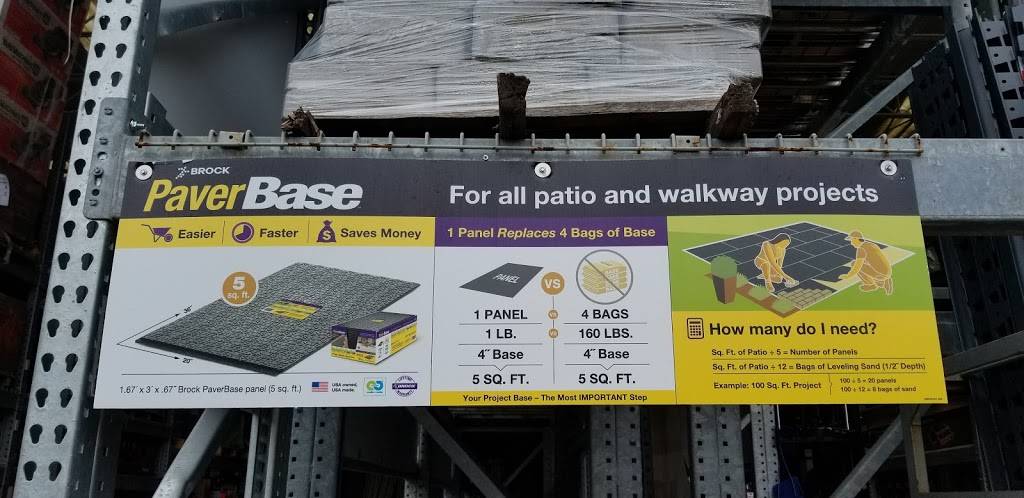 BROCK
PaverBase
For all patio and walkway projects
Easier
Faster
$ Saves Money
5
sq. ft.
36"
20"
1.67' x 3' x .67" Brock PaverBase panel (5 sq. ft.)
USA owned,
USA made.
BROCK
1 Panel Replaces 4 Bags of Base
PANEL
VS
1 PANEL vs 4 BAGS
1 LB. vs 160 LBS.
4" Base 4" Base
5 SQ. FT. 5 SQ. FT.
Your Project Base – The Most IMPORTANT Step
How many do I need?
Sq. Ft. of Patio ÷ 5 = Number of Panels
Sq. Ft. of Patio ÷ 12 = Bags of Leveling Sand (1/2" Depth)
Example: 100 Sq. Ft. Project
100 ÷ 5 = 20 panels
100 ÷ 12 = 8 bags of sand